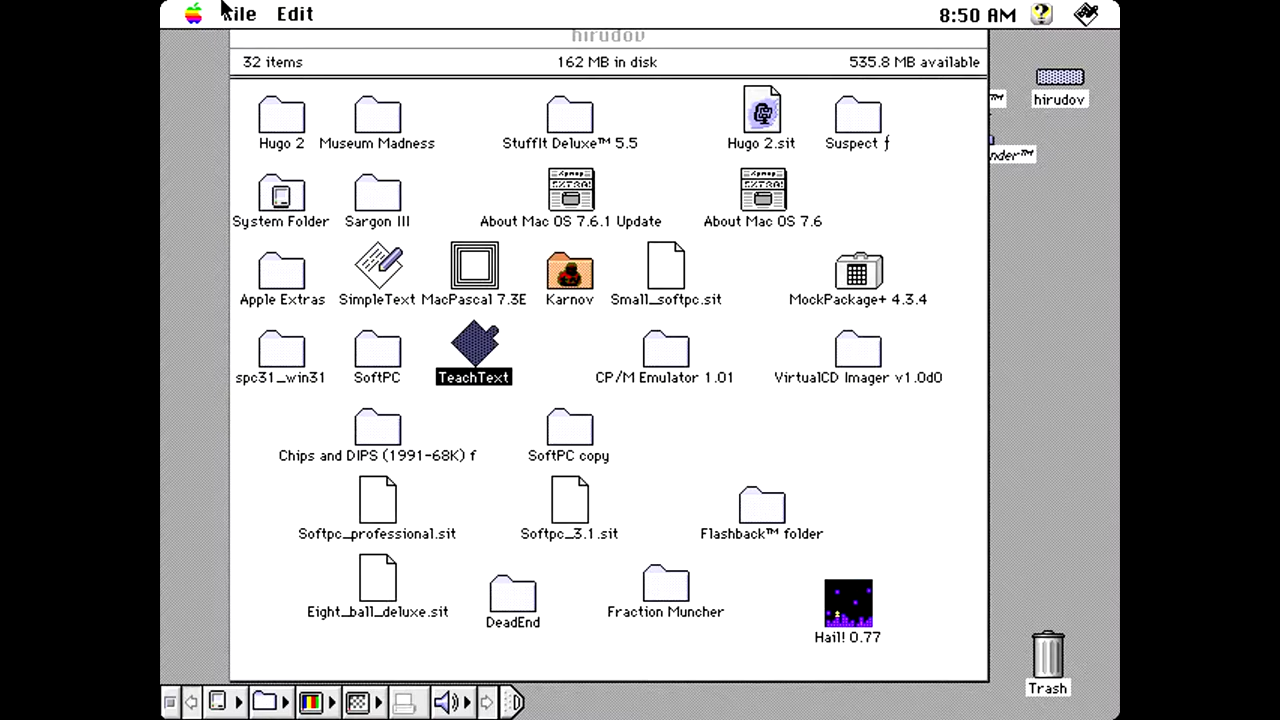 File Edit 8:50 AM
hirudov
32 items 162 MB in disk 535.8 MB available
hirudov
Hugo 2 Museum Madness StuffIt Deluxe™ 5.5 Hugo 2.sit Suspect ƒ
nder™
System Folder Sargon III About Mac OS 7.6.1 Update About Mac OS 7.6
Apple Extras SimpleText MacPascal 7.3E Karnov Small_softpc.sit MockPackage+ 4.3.4
spc31_win31 SoftPC TeachText CP/M Emulator 1.01 VirtualCD Imager v1.0d0
Chips and DIPS (1991-68K) f SoftPC copy
Softpc_professional.sit Softpc_3.1.sit Flashback™ folder
Eight_ball_deluxe.sit DeadEnd Fraction Muncher Hail! 0.77
Trash